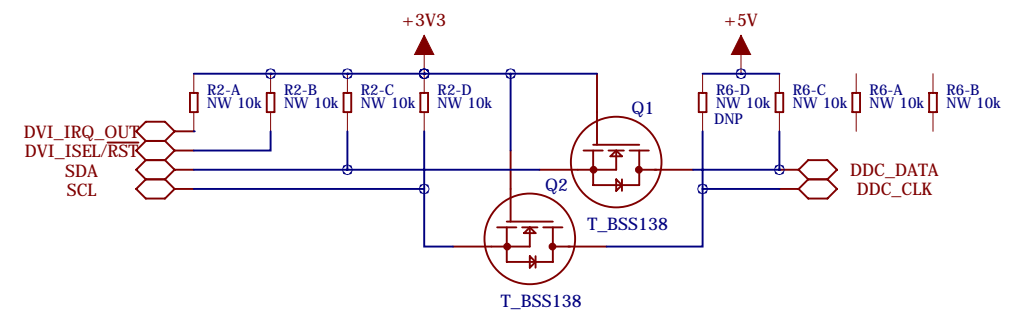 +3V3
+5V
R2-A
NW 10k
R2-B
NW 10k
R2-C
NW 10k
R2-D
NW 10k
R6-D
NW 10k
DNP
R6-C
NW 10k
R6-A
NW 10k
R6-B
NW 10k
Q1
DVI_IRQ_OUT
DVI_ISEL/RST
SDA
SCL
DDC_DATA
DDC_CLK
Q2
T_BSS138
T_BSS138